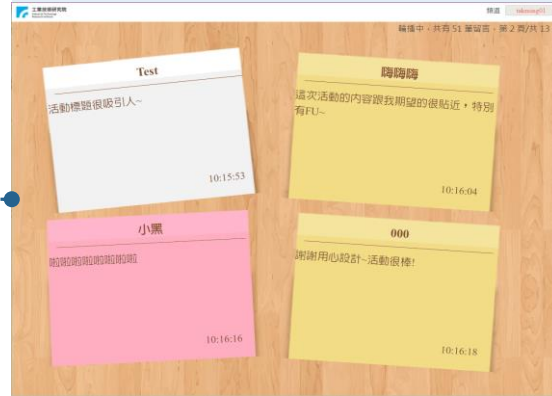 工業技術研究院
頻道
輪播中、共有 51 筆留言、第 2 頁/共 13
Test
活動標題很吸引人~
10:15:53
嗨嗨嗨
這次活動的內容跟我期望的很貼近，特別
有FU~
10:16:04
小黑
啦啦啦啦啦啦啦啦啦
10:16:16
000
謝謝用心設計~活動很棒!
10:16:18